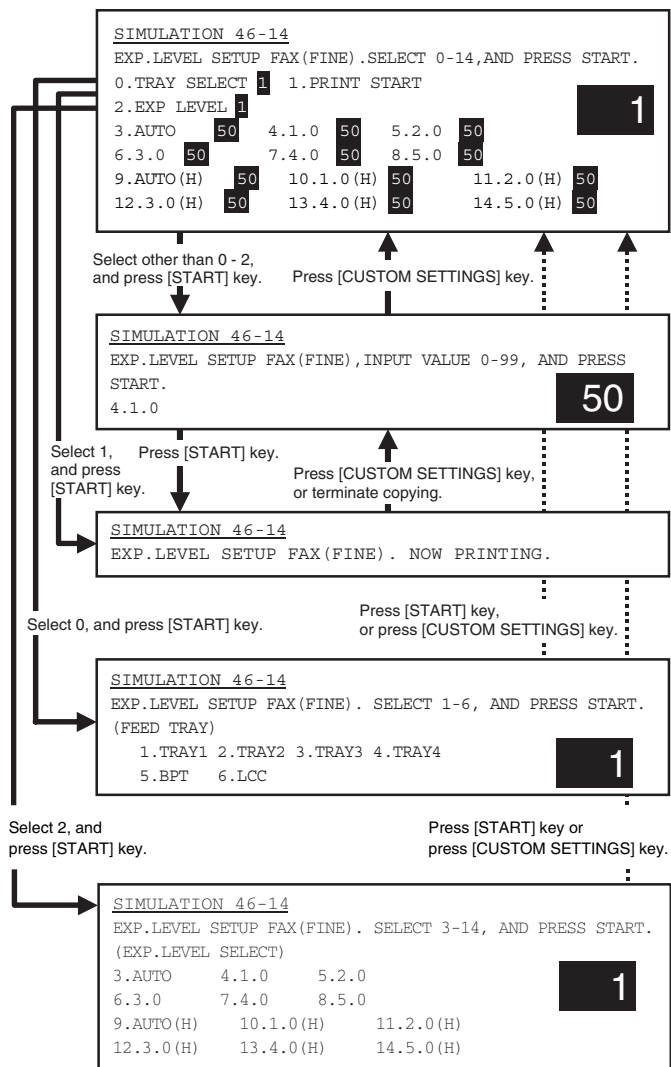 SIMULATION 46-14
EXP.LEVEL SETUP FAX(FINE).SELECT 0-14,AND PRESS START.
0.TRAY SELECT 1 1.PRINT START
2.EXP LEVEL 1
1
3.AUTO 50 4.1.0 50 5.2.0 50
6.3.0 50 7.4.0 50 8.5.0 50
9.AUTO(H) 50 10.1.0(H) 50 11.2.0(H) 50
12.3.0(H) 50 13.4.0(H) 50 14.5.0(H) 50
Select other than 0 - 2,
and press [START] key.
Press [CUSTOM SETTINGS] key.
SIMULATION 46-14
EXP.LEVEL SETUP FAX(FINE),INPUT VALUE 0-99, AND PRESS
START.
4.1.0
50
Select 1,
and press
[START] key.
Press [START] key.
Press [CUSTOM SETTINGS] key,
or terminate copying.
SIMULATION 46-14
EXP.LEVEL SETUP FAX(FINE). NOW PRINTING.
Select 0, and press [START] key.
Press [START] key,
or press [CUSTOM SETTINGS] key.
SIMULATION 46-14
EXP.LEVEL SETUP FAX(FINE). SELECT 1-6, AND PRESS START.
(FEED TRAY)
1.TRAY1 2.TRAY2 3.TRAY3 4.TRAY4
5.BPT 6.LCC
1
Select 2, and
press [START] key.
Press [START] key or
press [CUSTOM SETTINGS] key.
SIMULATION 46-14
EXP.LEVEL SETUP FAX(FINE). SELECT 3-14, AND PRESS START.
(EXP.LEVEL SELECT)
3.AUTO 4.1.0 5.2.0
6.3.0 7.4.0 8.5.0
1
9.AUTO(H) 10.1.0(H) 11.2.0(H)
12.3.0(H) 13.4.0(H) 14.5.0(H)